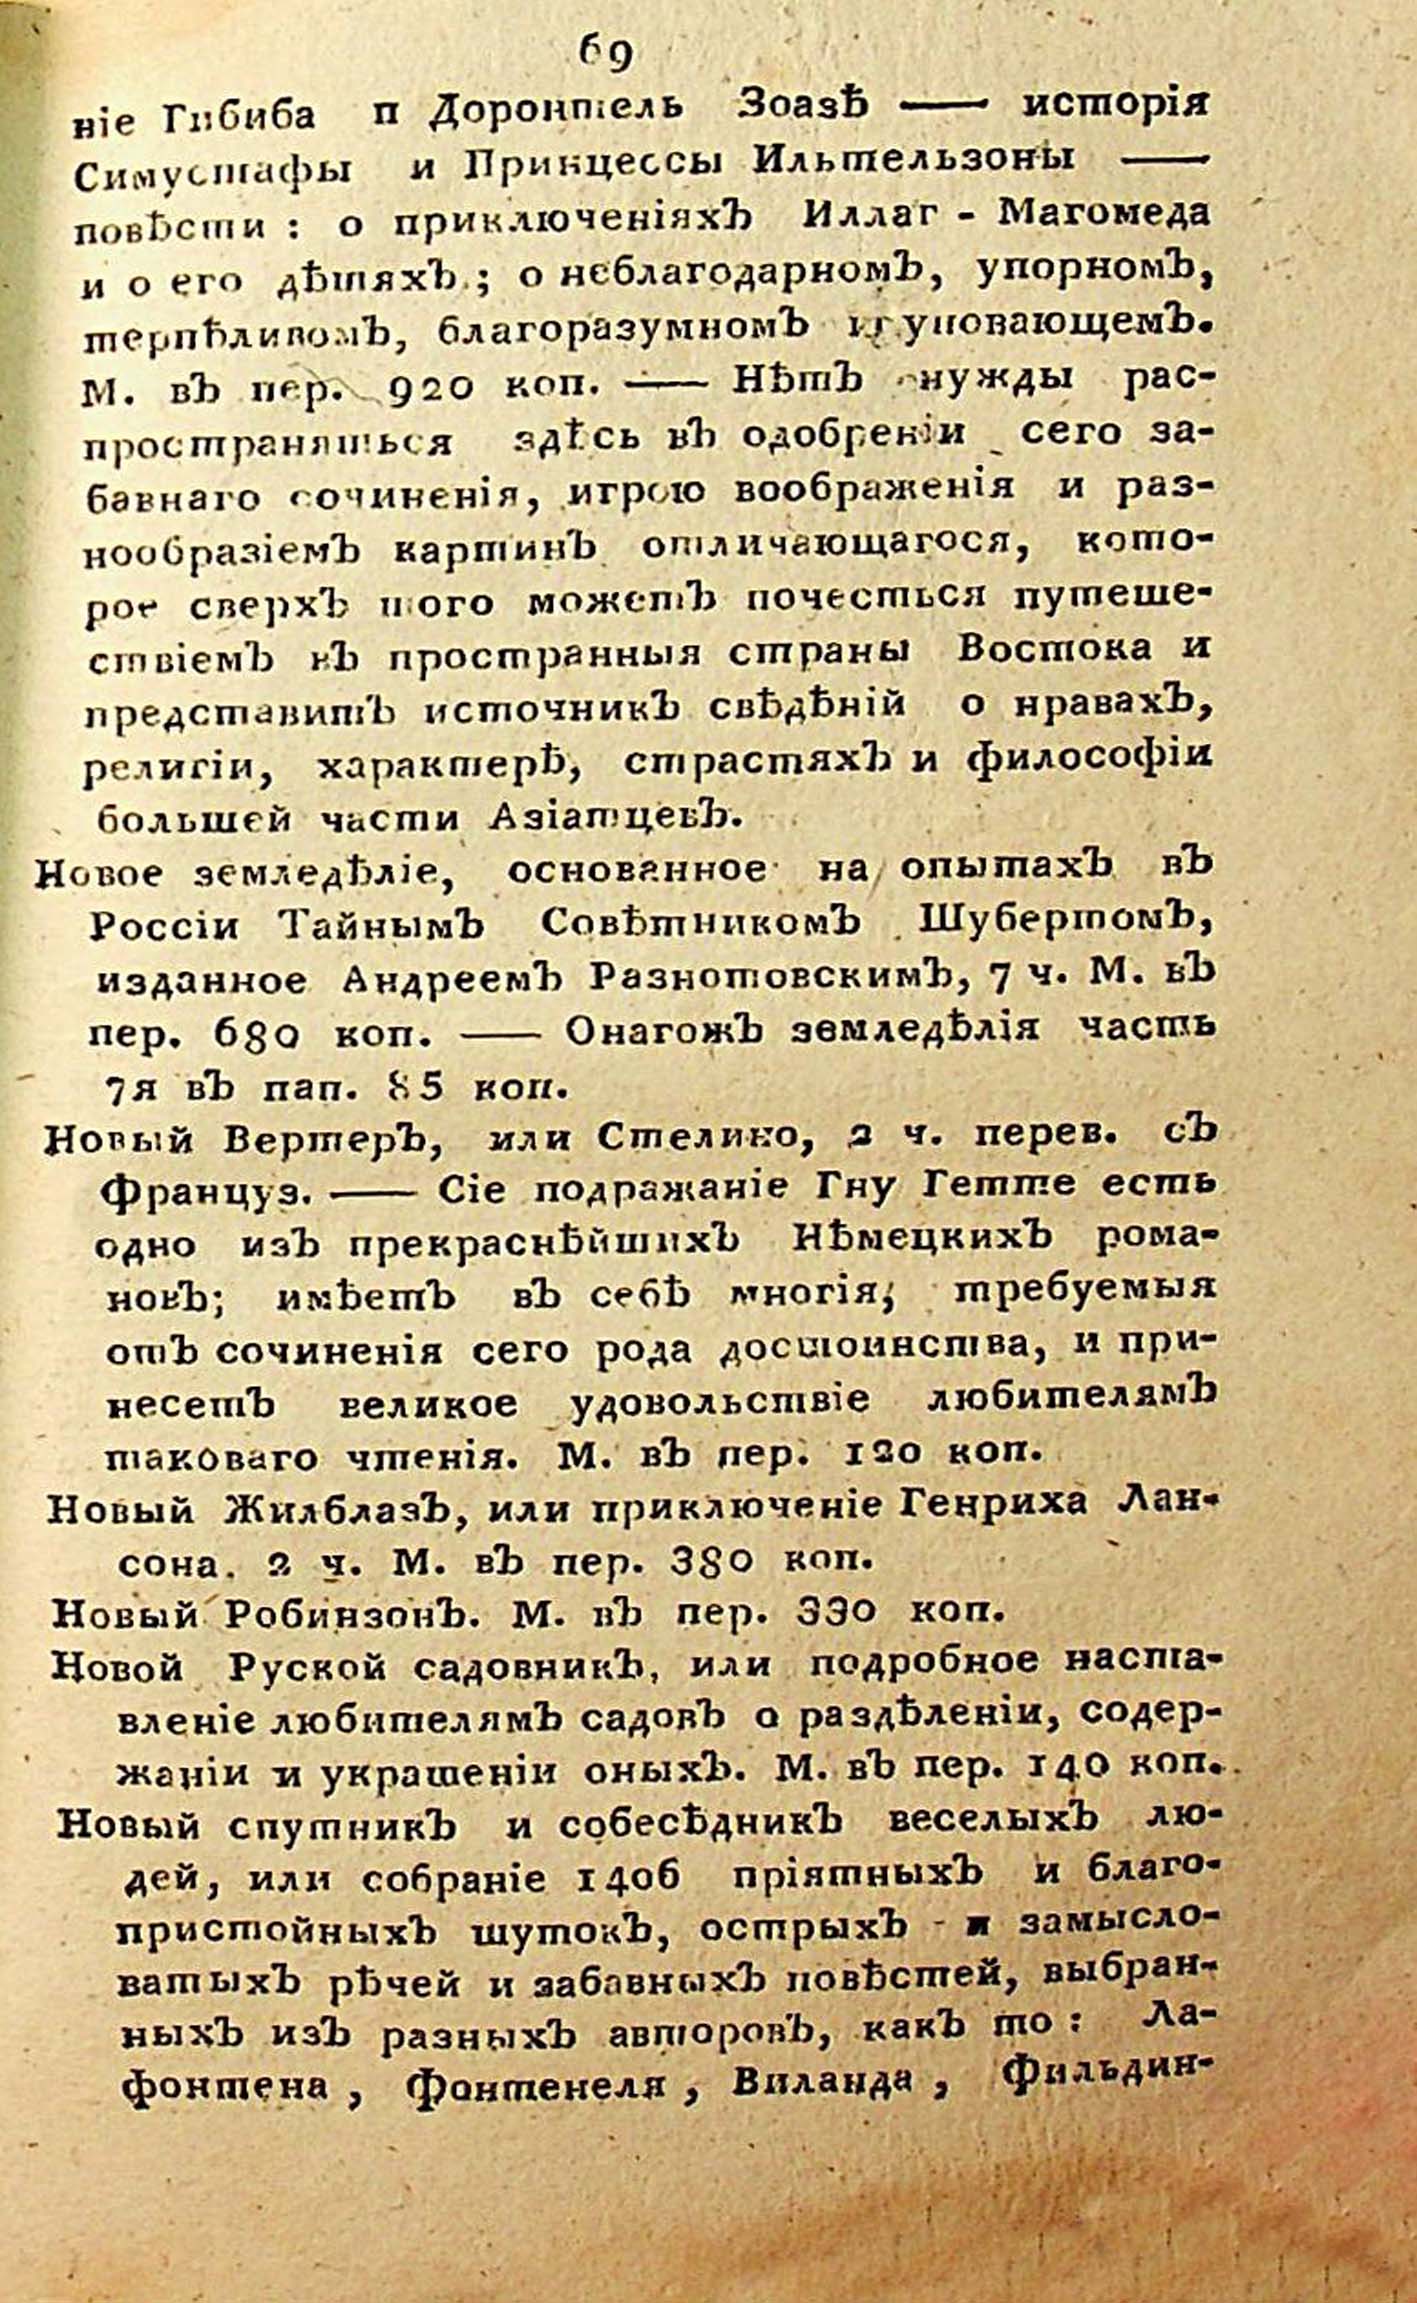 69
ніе Гибиба и Доронтель Зоазѣ —— исторія
Симустафы и Принцессы Ильтельзоны ——
повѣсти : о приключеніяхъ Иллаг - Магомеда
и о его дѣтяхъ ; о неблагодарномъ, упорномъ,
терпѣливомъ, благоразумномъ и уповающемъ.
М. въ пер. 920 коп. —— Нѣтъ нужды рас-
пространяться здѣсь въ одобреніи сего за-
бавнаго сочиненія, игрою воображенія и раз-
нообразіемъ картинъ отличающагося, кото-
рое сверхъ того можетъ почесться путеше-
ствіемъ въ пространныя страны Востока и
представитъ источникъ свѣдѣній о нравахъ,
религіи, характерѣ, страстяхъ и философіи
большей части Азіатцевъ.
Новое земледѣліе, основанное на опытахъ въ
Россіи Тайнымъ Совѣтникомъ Шубертомъ,
изданное Андреемъ Разнотовскимъ, 7 ч. М. въ
пер. 680 коп. —— Онагожъ земледѣлія часть
7я въ пап. 85 коп.
Новый Вертеръ, или Стелино, 2 ч. перев. съ
Француз. —— Сіе подражаніе Гну Гетте есть
одно изъ прекраснѣйшихъ Нѣмецкихъ рома-
новъ; имѣетъ въ себѣ многія, требуемыя
отъ сочиненія сего рода достоинства, и при-
несетъ великое удовольствіе любителямъ
таковаго чтенія. М. въ пер. 120 коп.
Новый Жилблазъ, или приключеніе Генриха Лан-
сона. 2 ч. М. въ пер. 380 коп.
Новый Робинзонъ. М. въ пер. 330 коп.
Новой Руской садовникъ, или подробное наста-
вленіе любителямъ садовъ о раздѣленіи, содер-
жаніи и украшеніи оныхъ. М. въ пер. 140 коп.
Новый спутникъ и собесѣдникъ веселыхъ лю-
дей, или собраніе 1406 пріятныхъ и благо-
пристойныхъ шутокъ, острыхъ и замысло-
ватыхъ рѣчей и забавныхъ повѣстей, выбран-
ныхъ изъ разныхъ авторовъ, какъ то : Ла-
фонтена , Фонтенеля , Виланда , Фильдин-